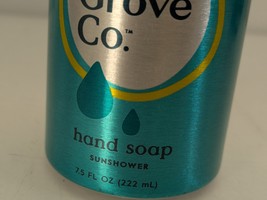 Grove
Co.™
hand soap
SUNSHOWER
7.5 FL OZ (222 mL)